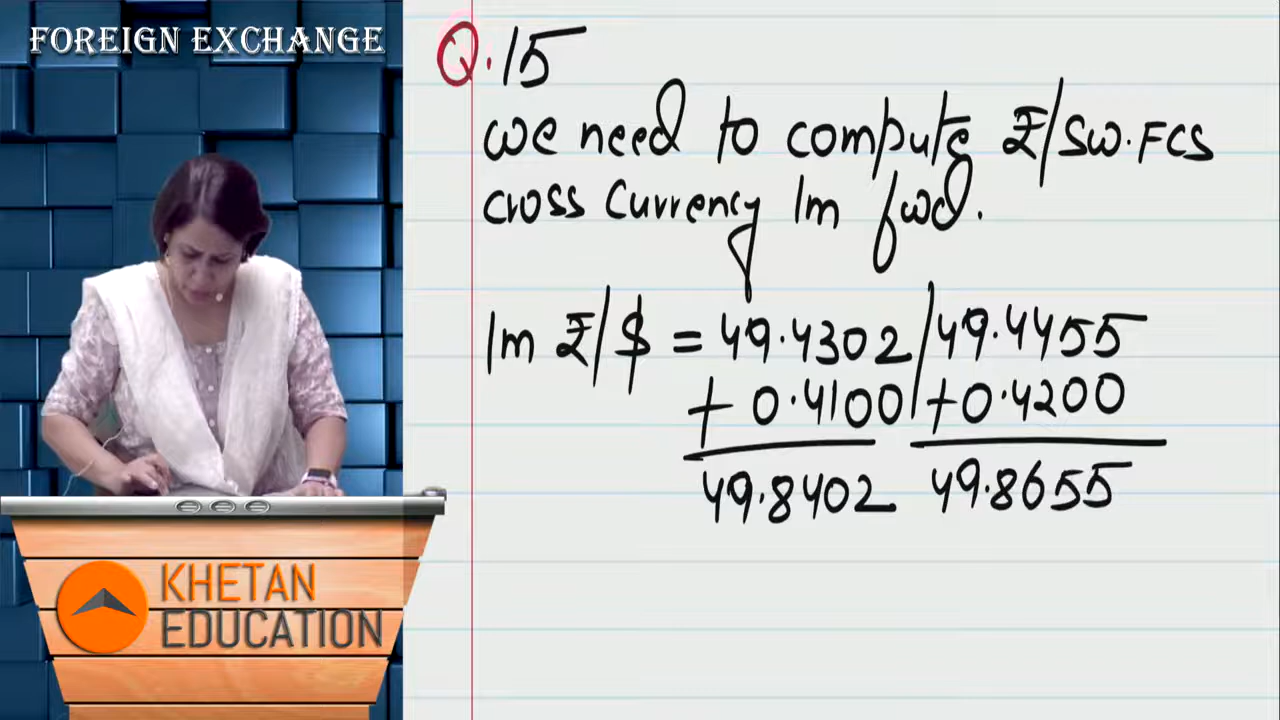 FOREIGN EXCHANGE
Q.15
we need to compute ₹/SW.FCS
cross currency 1m fwd.
1m ₹/$ = 49.4302/49.4455
+ 0.4100/+0.4200
49.8402 49.8655
KHETAN
EDUCATION